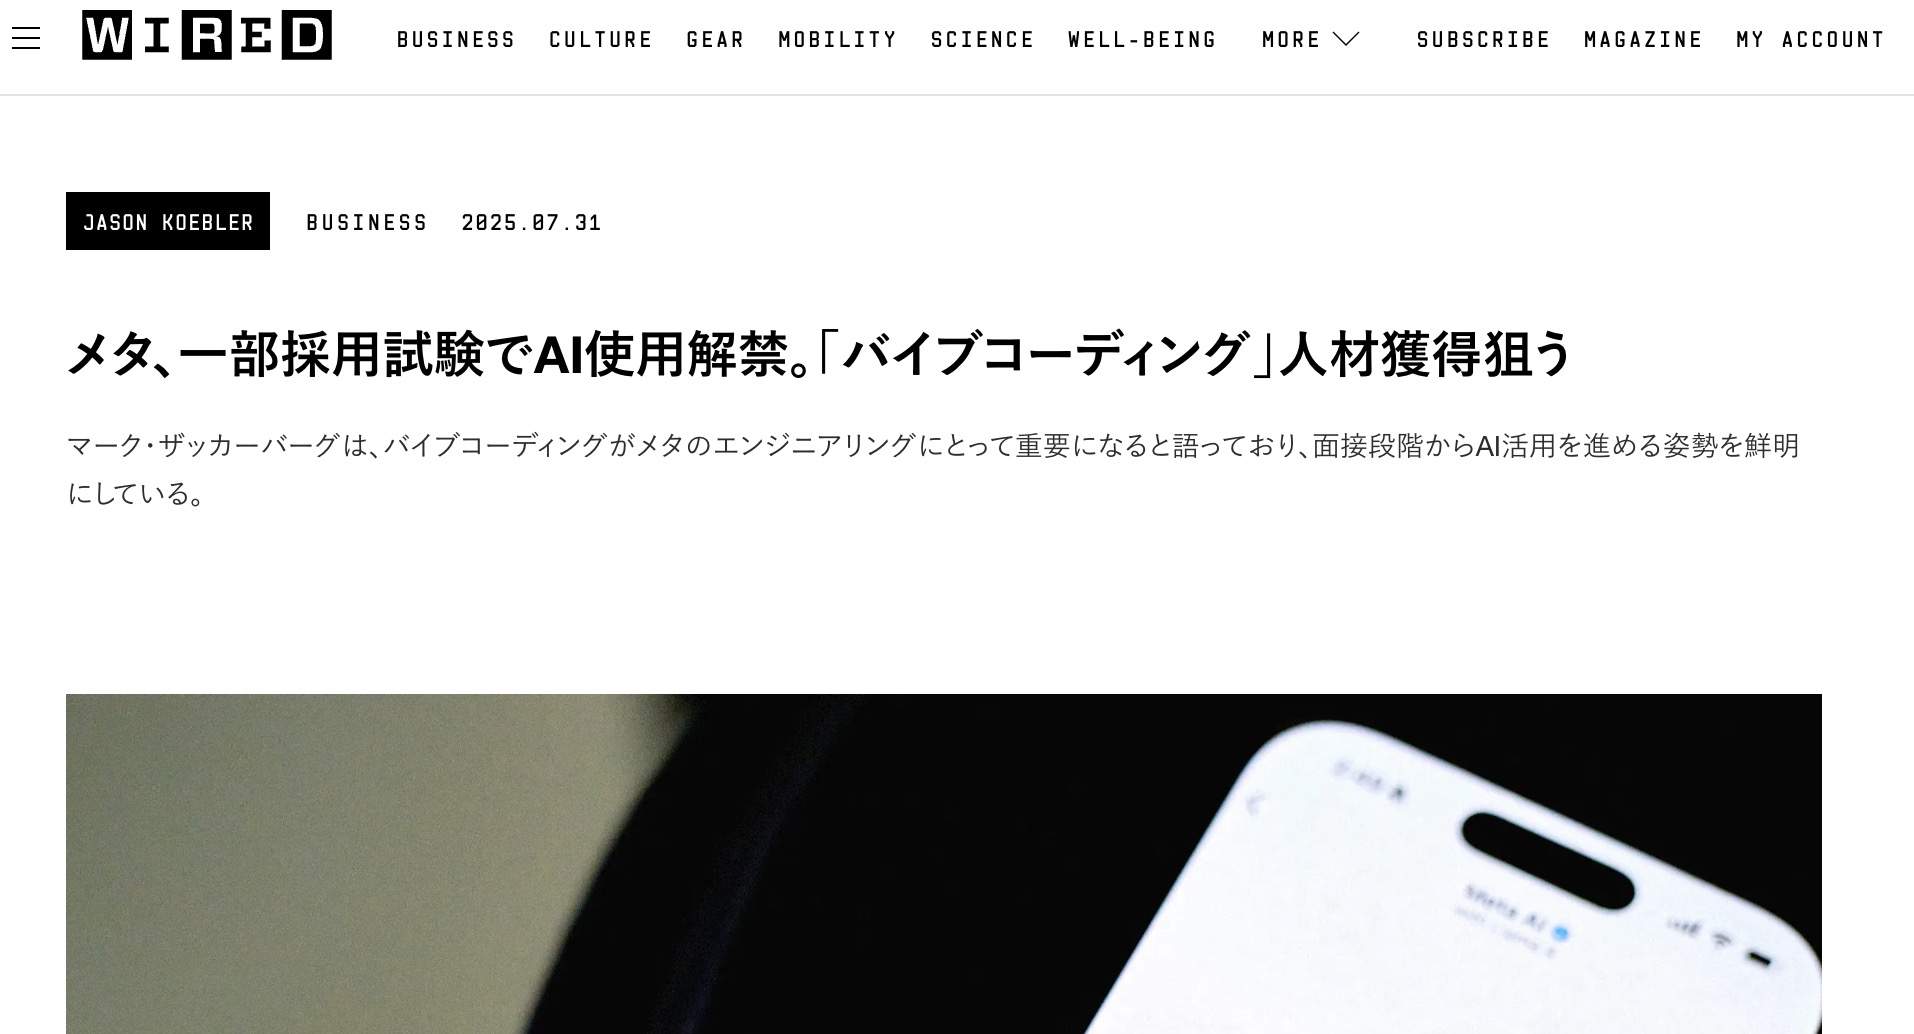 WIRED BUSINESS CULTURE GEAR MOBILITY SCIENCE WELL-BEING MORE SUBSCRIBE MAGAZINE MY ACCOUNT
JASON KOEBLER BUSINESS 2025.07.31
メタ、一部採用試験でAI使用解禁。「バイブコーディング」人材獲得狙う
マーク・ザッカーバーグは、バイブコーディングがメタのエンジニアリングにとって重要になると語っており、面接段階からAI活用を進める姿勢を鮮明
にしている。
Meta AI